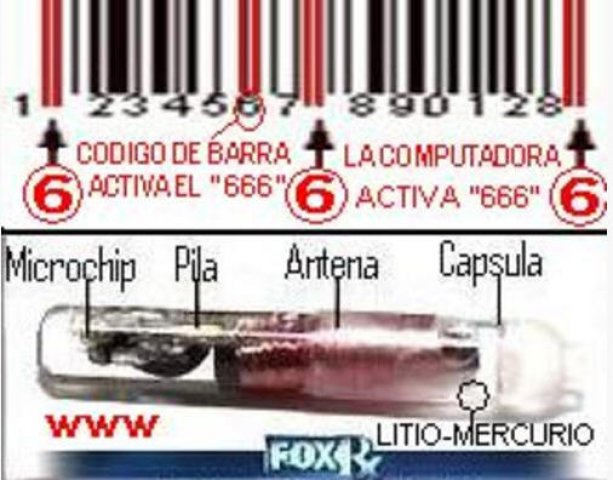 1 234567 890128
CODIGO DE BARRA
ACTIVA EL "666"
LA COMPUTADORA
ACTIVA "666"
6 6 6
Microchip Pila Antena Capsula
WWW
LITIO-MERCURIO
FOX Rx